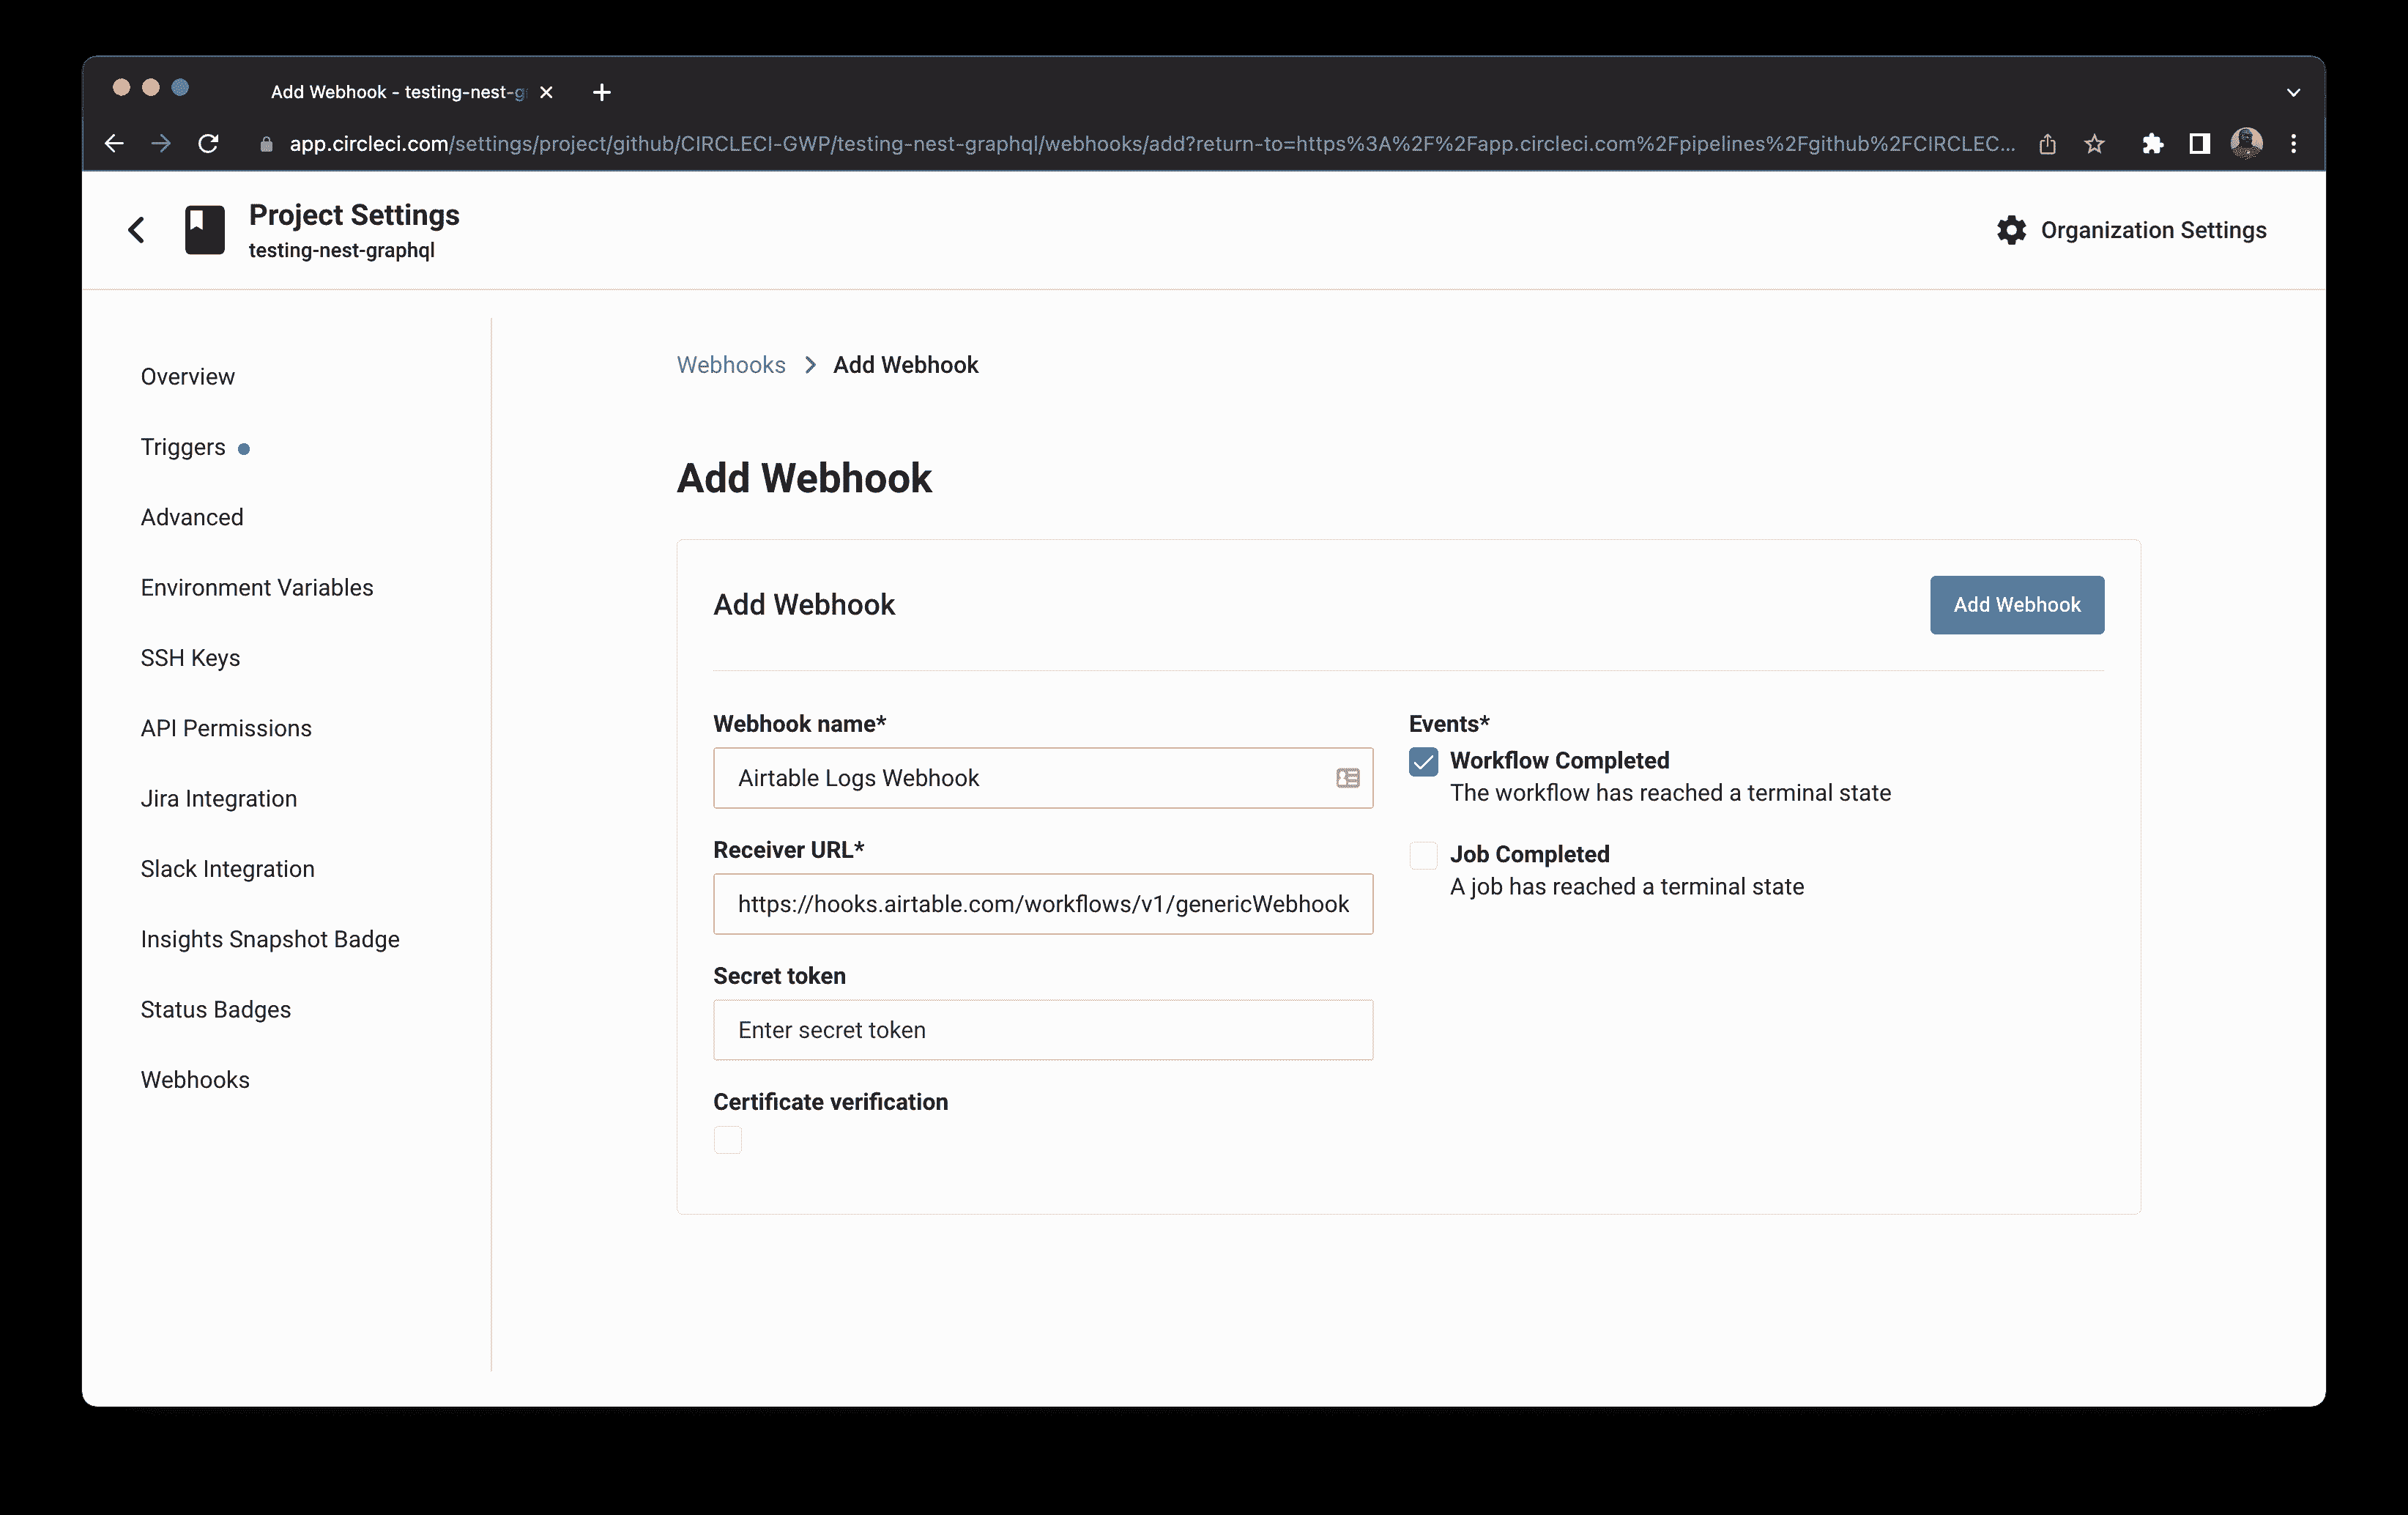 Add Webhook - testing-nest-g
app.circleci.com/settings/project/github/CIRCLECI-GWP/testing-nest-graphql/webhooks/add?return-to=https%3A%2F%2Fapp.circleci.com%2Fpipelines%2Fgithub%2FCIRCLEC...
Project Settings
testing-nest-graphql
Organization Settings
Overview
Triggers
Advanced
Environment Variables
SSH Keys
API Permissions
Jira Integration
Slack Integration
Insights Snapshot Badge
Status Badges
Webhooks
Webhooks > Add Webhook
Add Webhook
Add Webhook
Add Webhook
Webhook name*
Airtable Logs Webhook
Receiver URL*
https://hooks.airtable.com/workflows/v1/genericWebhook
Secret token
Enter secret token
Certificate verification
Events*
Workflow Completed
The workflow has reached a terminal state
Job Completed
A job has reached a terminal state